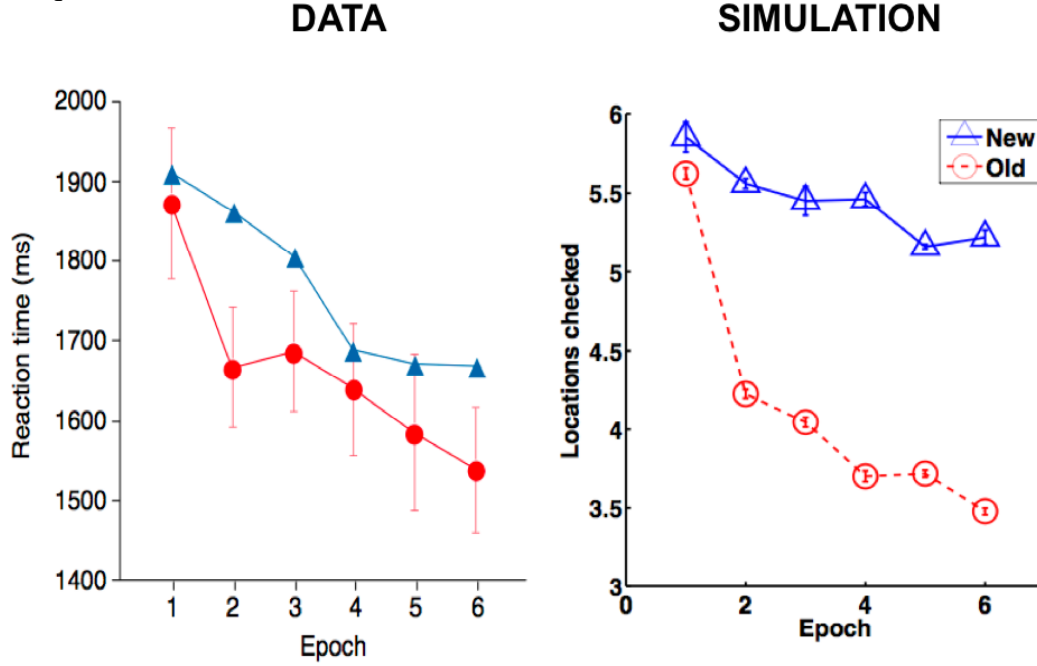 DATA
SIMULATION
2000
1900
1800
1700
1600
1500
1400
Reaction time (ms)
1 2 3 4 5 6
Epoch
6
5.5
5
4.5
4
3.5
3
Locations checked
New
Old
0 2 4 6
Epoch